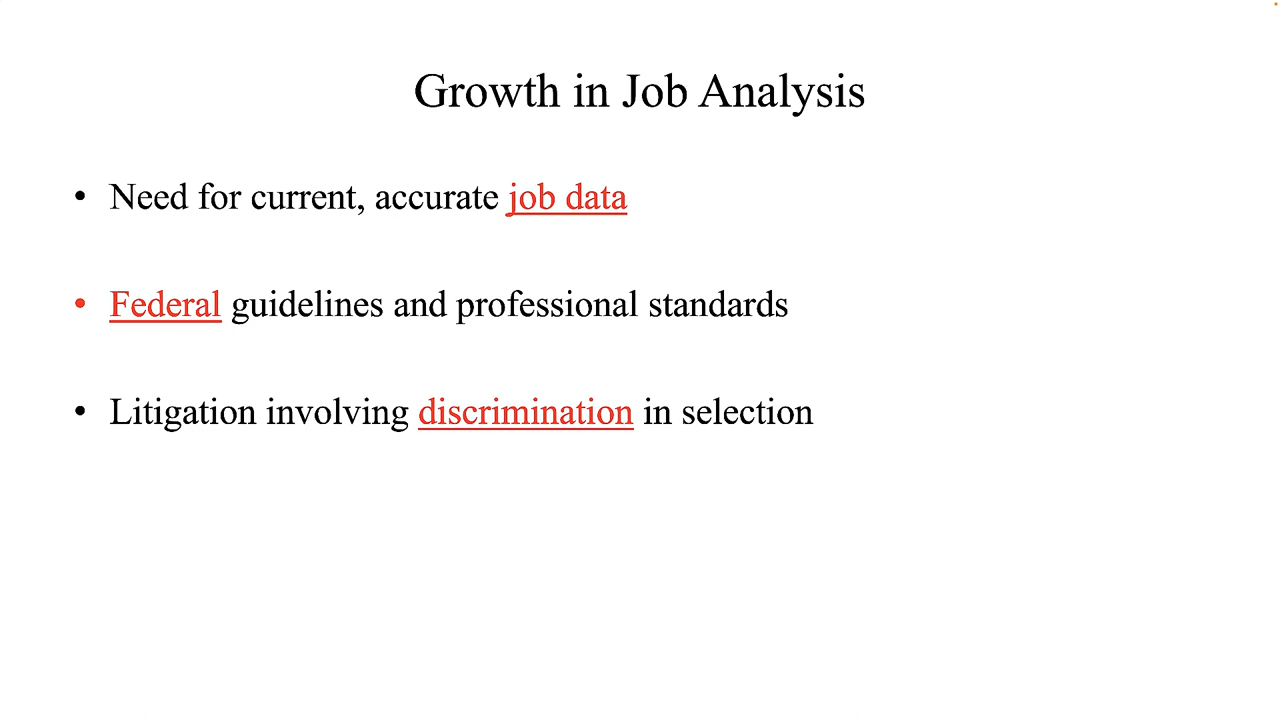 Growth in Job Analysis
• Need for current, accurate job data
• Federal guidelines and professional standards
• Litigation involving discrimination in selection